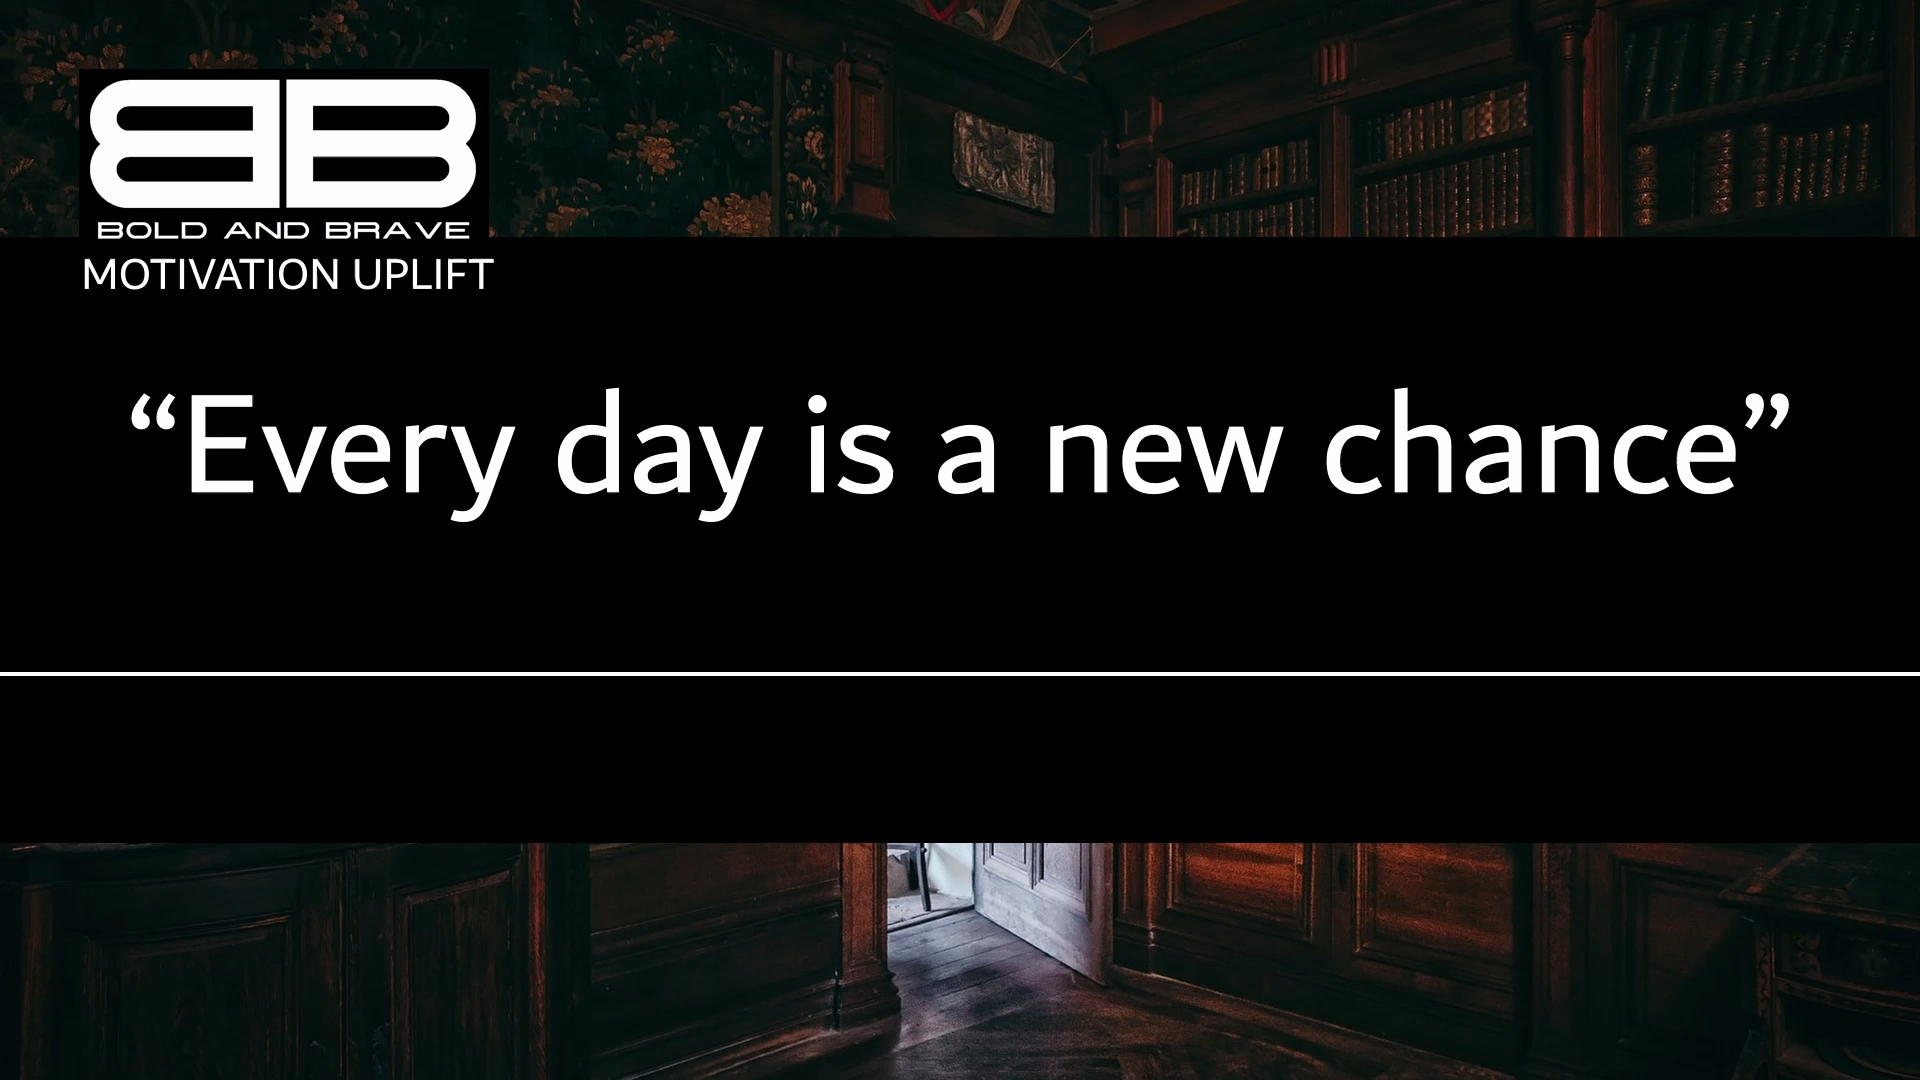 BB
BOLD AND BRAVE
MOTIVATION UPLIFT
“Every day is a new chance”